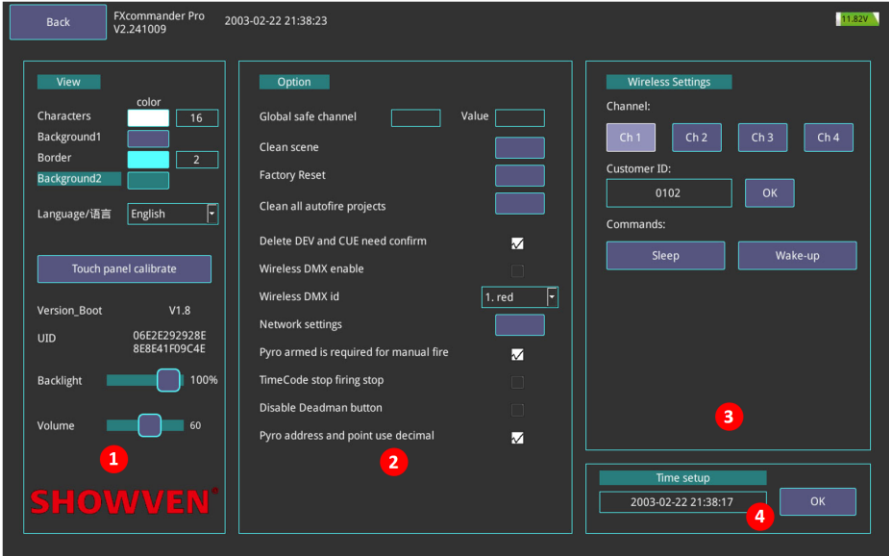 Back
FXcommander Pro
V2.241009
2003-02-22 21:38:23
11.82V
View
color
Characters 16
Background1
Border 2
Background2
Language/语言 English
Touch panel calibrate
Version_Boot V1.8
UID 06E2E292928E
8E8E41F09C4E
Backlight 100%
Volume 60
1
SHOWVEN®
Option
Global safe channel Value
Clean scene
Factory Reset
Clean all autofire projects
Delete DEV and CUE need confirm
Wireless DMX enable
Wireless DMX id 1. red
Network settings
Pyro armed is required for manual fire
TimeCode stop firing stop
Disable Deadman button
Pyro address and point use decimal
2
Wireless Settings
Channel:
Ch 1 Ch 2 Ch 3 Ch 4
Customer ID:
0102 OK
Commands:
Sleep Wake-up
3
Time setup
2003-02-22 21:38:17 OK
4